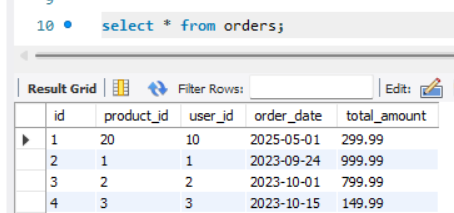 10 select * from orders;
Result Grid Filter Rows: Edit:
id product_id user_id order_date total_amount
1 20 10 2025-05-01 299.99
2 1 1 2023-09-24 999.99
3 2 2 2023-10-01 799.99
4 3 3 2023-10-15 149.99